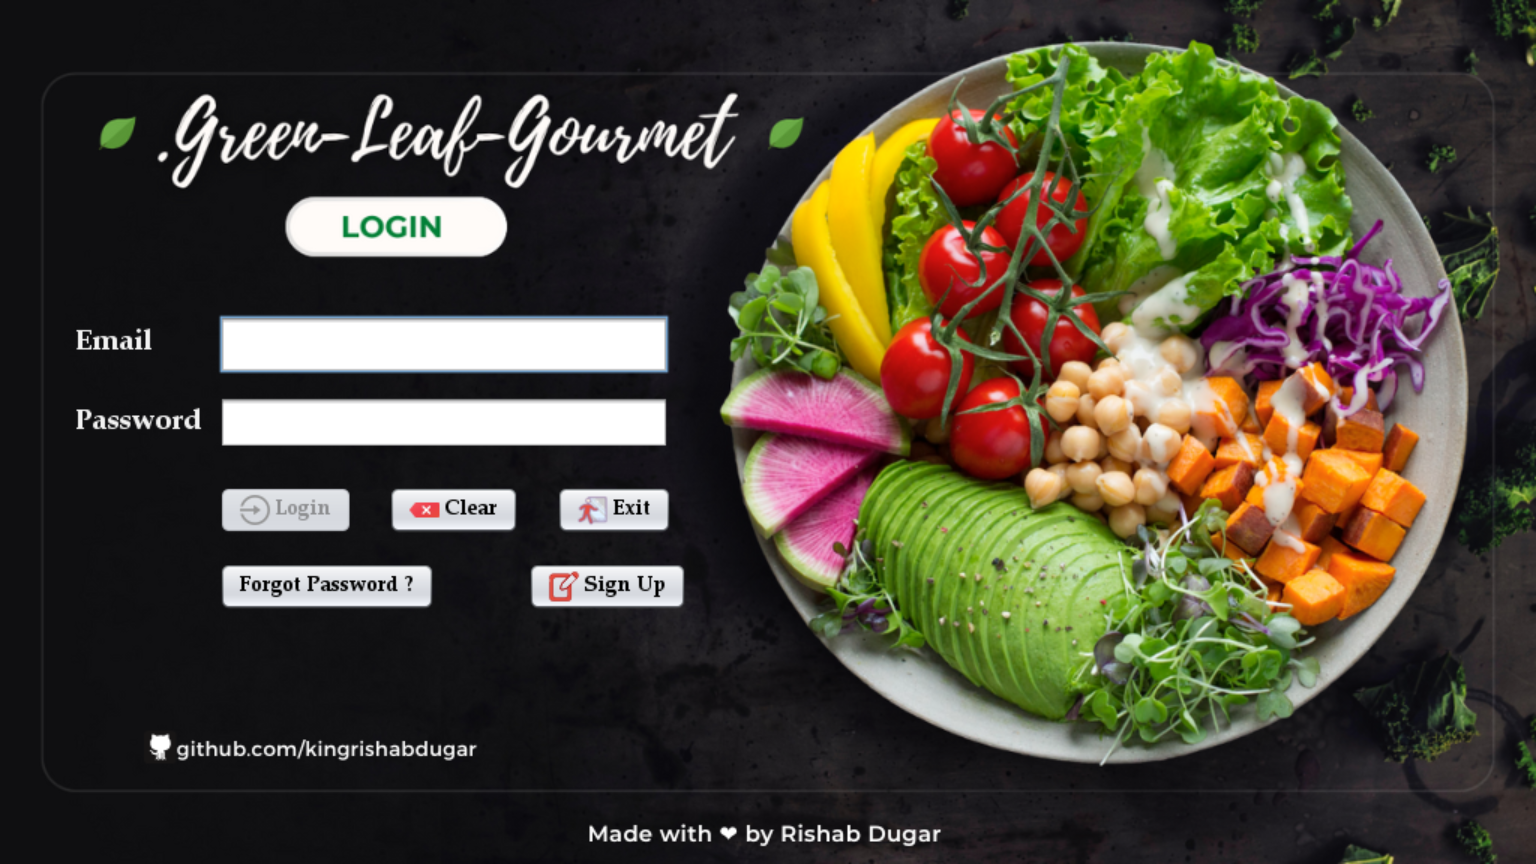 .Green-Leaf-Gourmet
LOGIN
Email
Password
Login Clear Exit
Forgot Password ? Sign Up
github.com/kingrishabdugar
Made with ❤ by Rishab Dugar